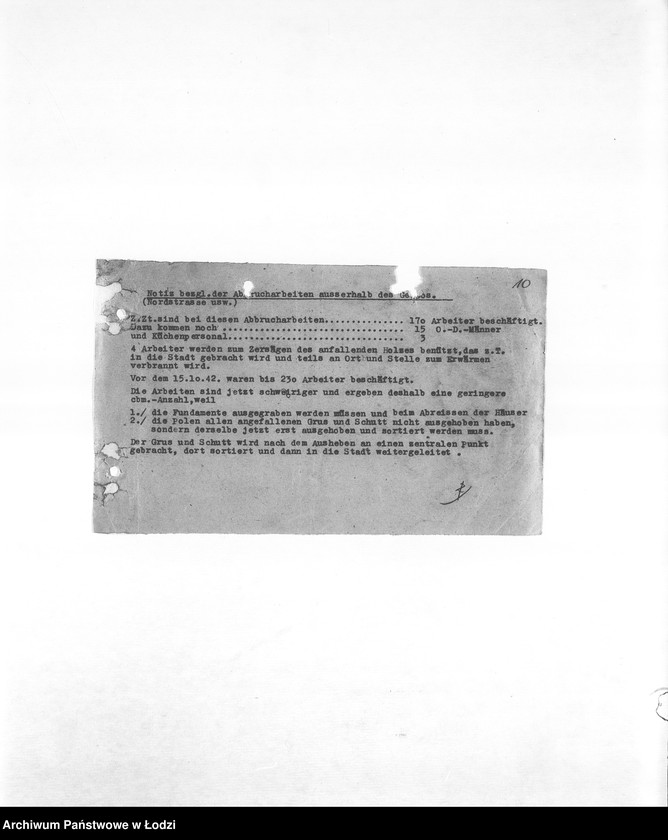 10
Notiz bezgl.der Abbrucharbeiten ausserhalb des Gettos.
(Nordstrasse usw.)
Z.Zt.sind bei diesen Abbrucharbeiten.............. 17o Arbeiter beschäftigt.
Dazu kommen noch ................................ 15 O.-D.-Männer
und Küchenpersonal............................... 3
4 Arbeiter werden zum Zersägen des anfallenden Holzes benützt,das z.T.
in die Stadt gebracht wird und teils an Ort und Stelle zum Erwärmen
verbrannt wird.
Vor dem 15.1o.42. waren bis 23o Arbeiter beschäftigt.
Die Arbeiten sind jetzt schwieriger und ergeben deshalb eine geringere
cbm.-Anzahl,weil
1./ die Fundamente ausgegraben werden müssen und beim Abreissen der Häuser
2./ die Polen allen angefallenen Grus und Schutt nicht ausgehoben haben,
sondern derselbe jetzt erst ausgehoben und sortiert werden muss.
Der Grus und Schutt wird nach dem Ausheben an einen zentralen Punkt
gebracht, dort sortiert und dann in die Stadt weitergeleitet .
Archiwum Państwowe w Łodzi